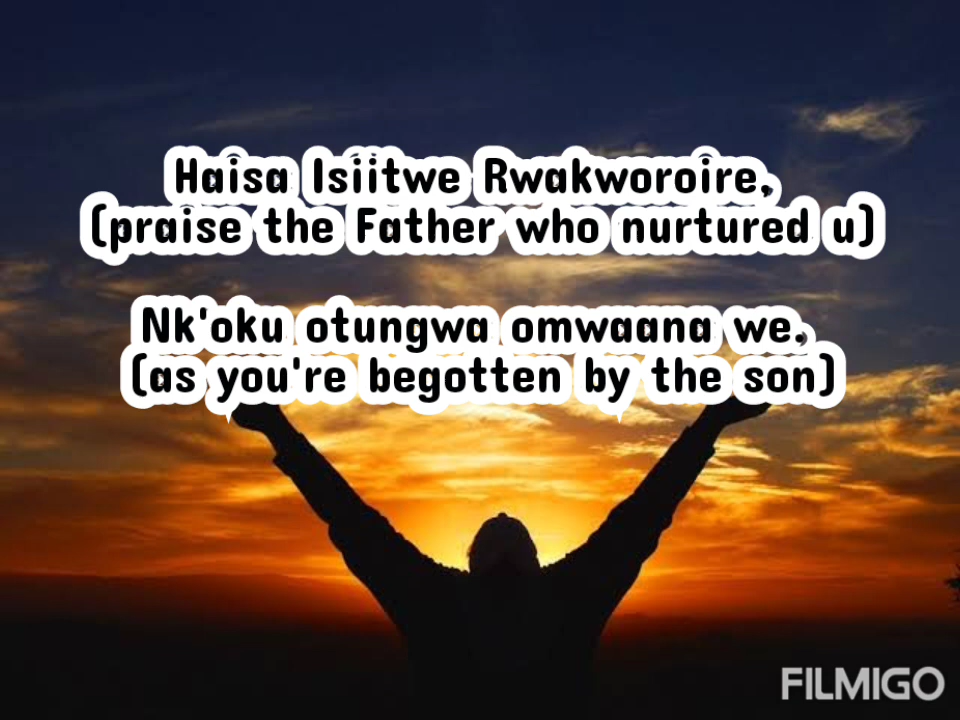 Haisa Isiitwe Rwakworoire,
(praise the Father who nurtured u)
Nk'oku otungwa omwaana we.
(as you're begotten by the son)
FILMIGO